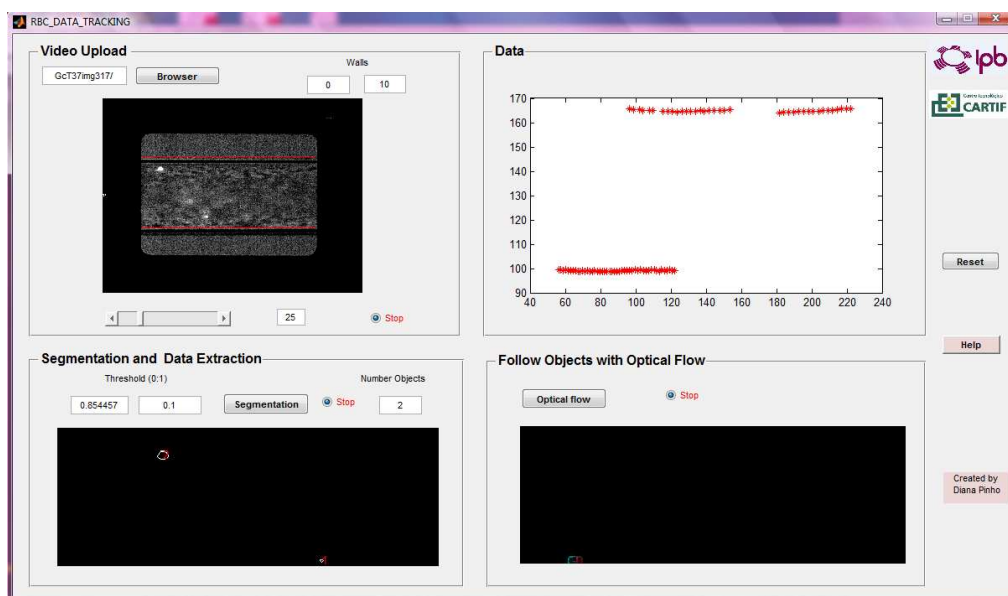 RBC_DATA_TRACKING
Video Upload
Walls
GcT37img317/
Browser
0
10
25
Stop
Data
170
160
150
140
130
120
110
100
90
40 60 80 100 120 140 160 180 200 220 240
ipb
CARTIF
Reset
Help
Segmentation and Data Extraction
Threshold (0:1)
Number Objects
0.854457
0.1
Segmentation
Stop
2
Follow Objects with Optical Flow
Optical flow
Stop
Created by
Diana Pinho